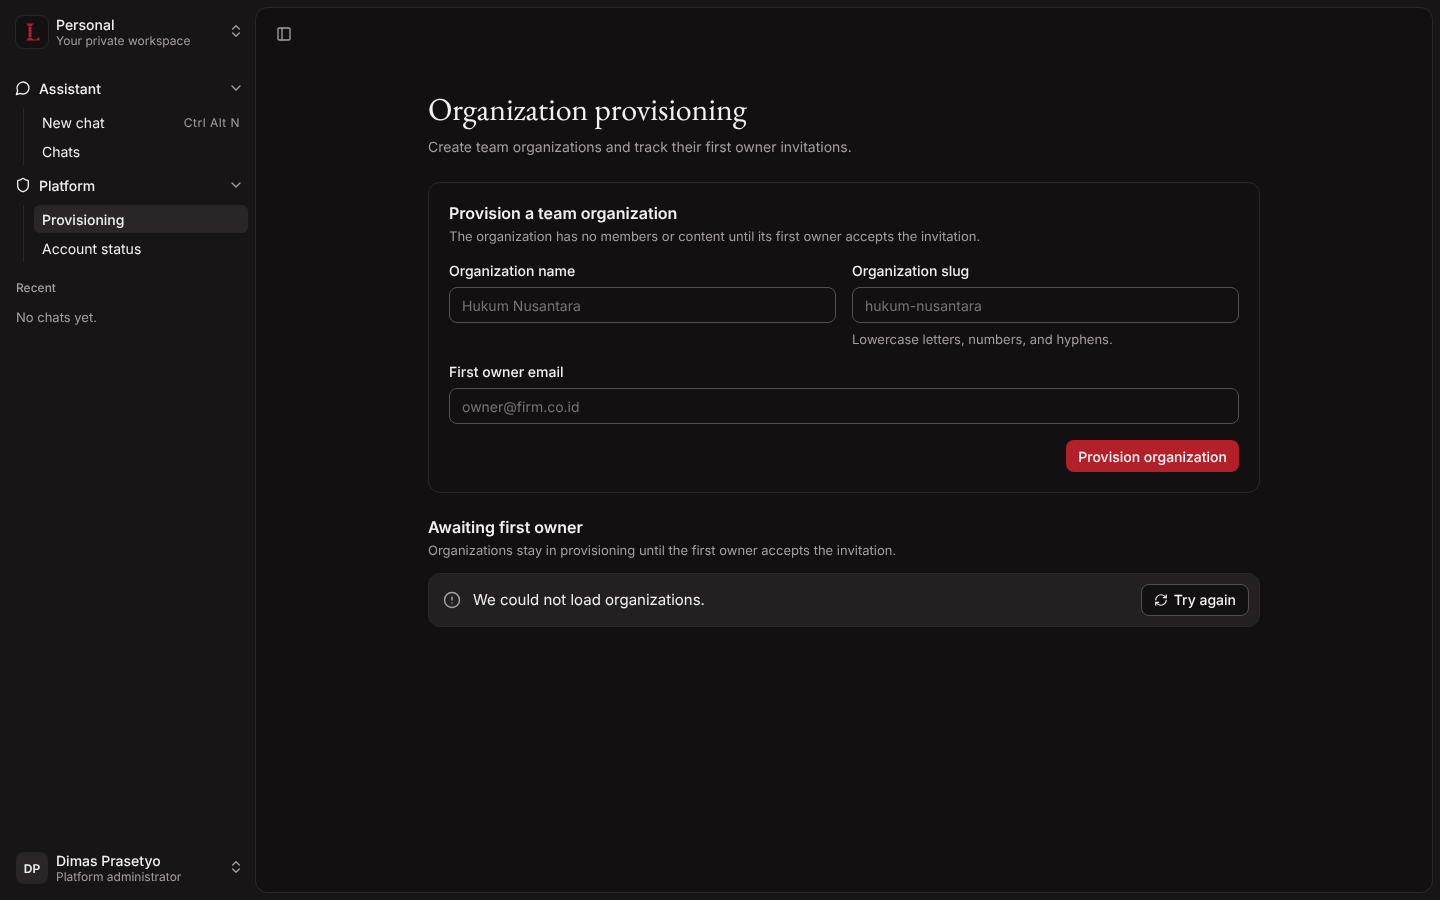 L
Personal
Your private workspace
Assistant
New chat Ctrl Alt N
Chats
Platform
Provisioning
Account status
Recent
No chats yet.
DP
Dimas Prasetyo
Platform administrator
Organization provisioning
Create team organizations and track their first owner invitations.
Provision a team organization
The organization has no members or content until its first owner accepts the invitation.
Organization name
Hukum Nusantara
Organization slug
hukum-nusantara
Lowercase letters, numbers, and hyphens.
First owner email
owner@firm.co.id
Provision organization
Awaiting first owner
Organizations stay in provisioning until the first owner accepts the invitation.
We could not load organizations.
Try again